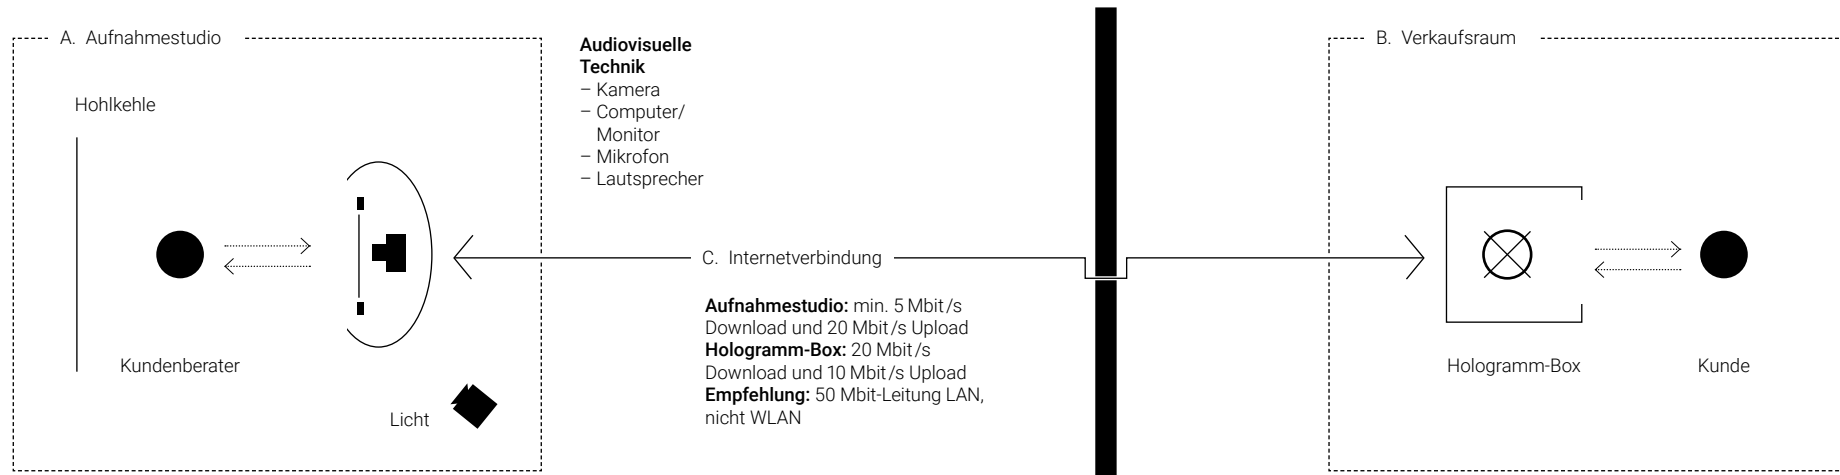 A. Aufnahmestudio
Hohlkehle
Kundenberater
Licht
Audiovisuelle
Technik
– Kamera
– Computer/
Monitor
– Mikrofon
– Lautsprecher
C. Internetverbindung
Aufnahmestudio: min. 5 Mbit/s
Download und 20 Mbit/s Upload
Hologramm-Box: 20 Mbit/s
Download und 10 Mbit/s Upload
Empfehlung: 50 Mbit-Leitung LAN,
nicht WLAN
B. Verkaufsraum
Hologramm-Box
Kunde